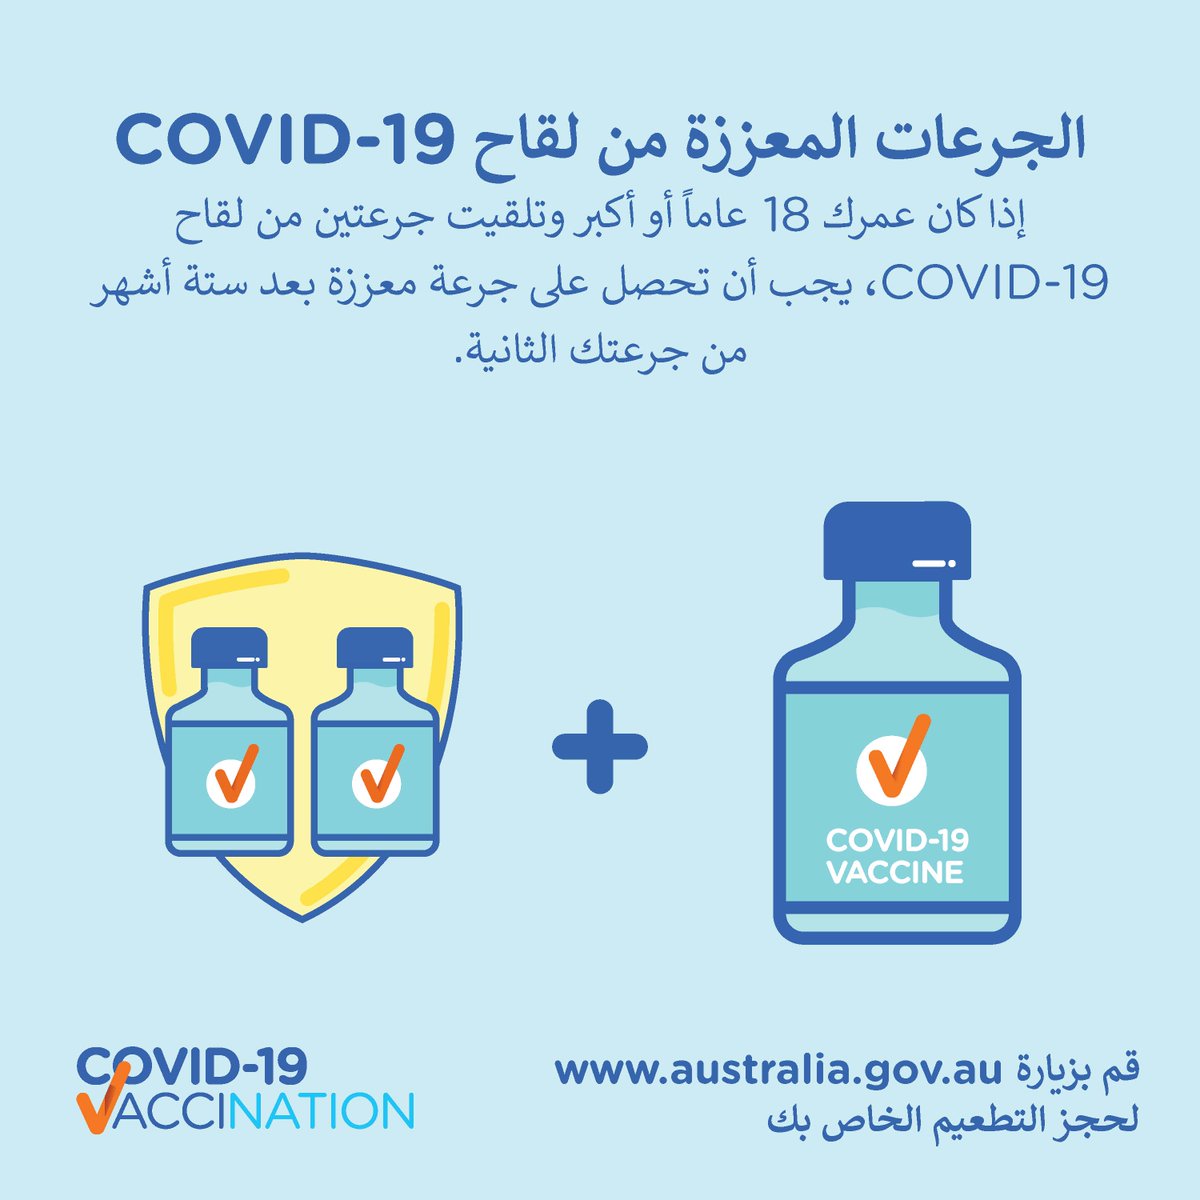 الجرعات المعززة من لقاح COVID-19
إذا كان عمرك 18 عاماً أو أكبر وتلقيت جرعتين من لقاح
COVID-19، يجب أن تحصل على جرعة معززة بعد ستة أشهر
من جرعتك الثانية.
COVID-19
VACCINE
قم بزيارة www.australia.gov.au
لحجز التطعيم الخاص بك
COVID-19
VACCINATION